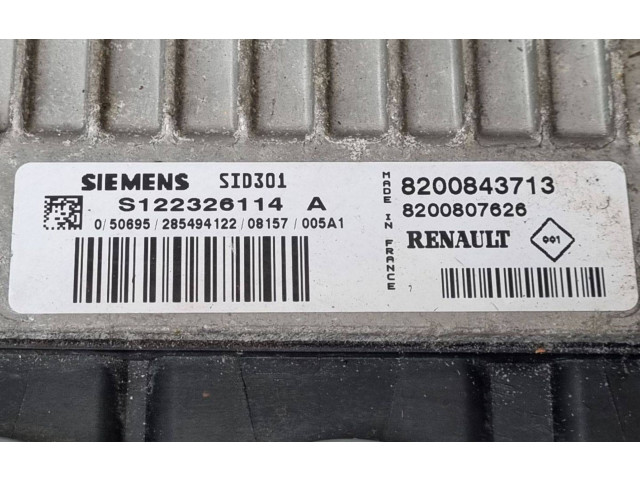 SIEMENS SID301
S122326114 A
0/50695/285494122/08157/005A1
MADE IN FRANCE
8200843713
8200807626
RENAULT 001